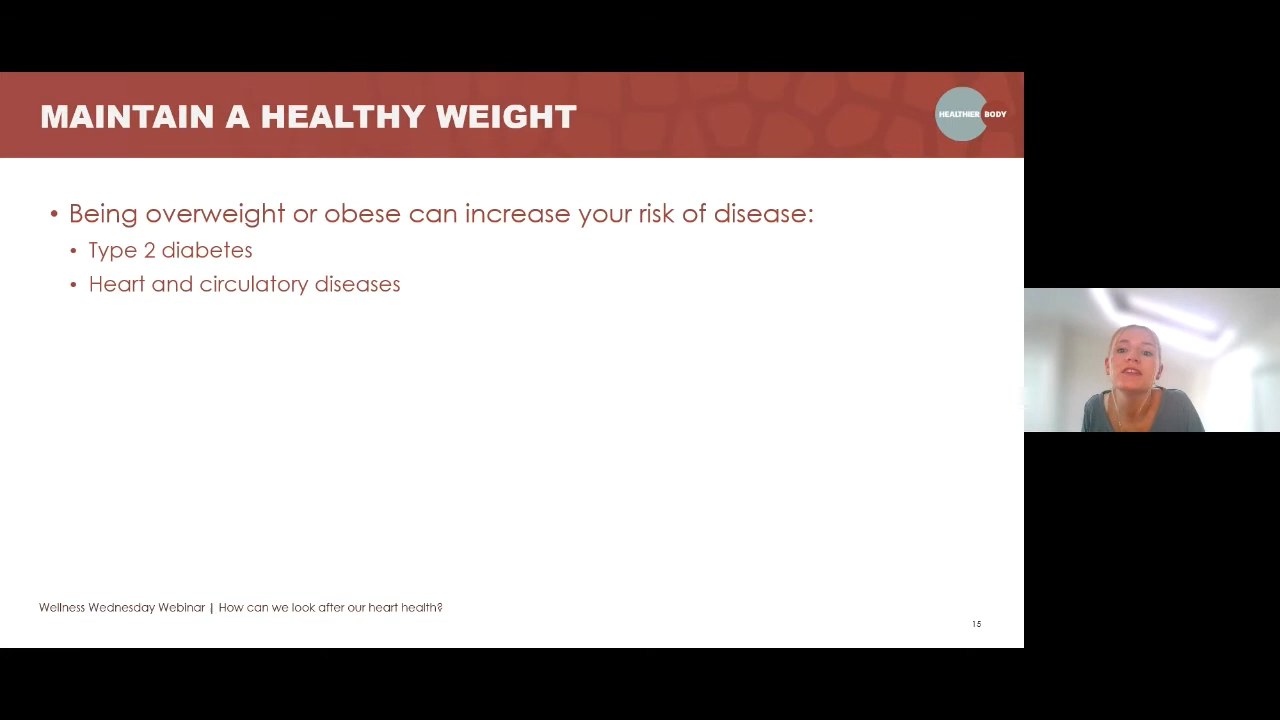 MAINTAIN A HEALTHY WEIGHT
HEALTHIER BODY
• Being overweight or obese can increase your risk of disease:
• Type 2 diabetes
• Heart and circulatory diseases
Wellness Wednesday Webinar | How can we look after our heart health?
15